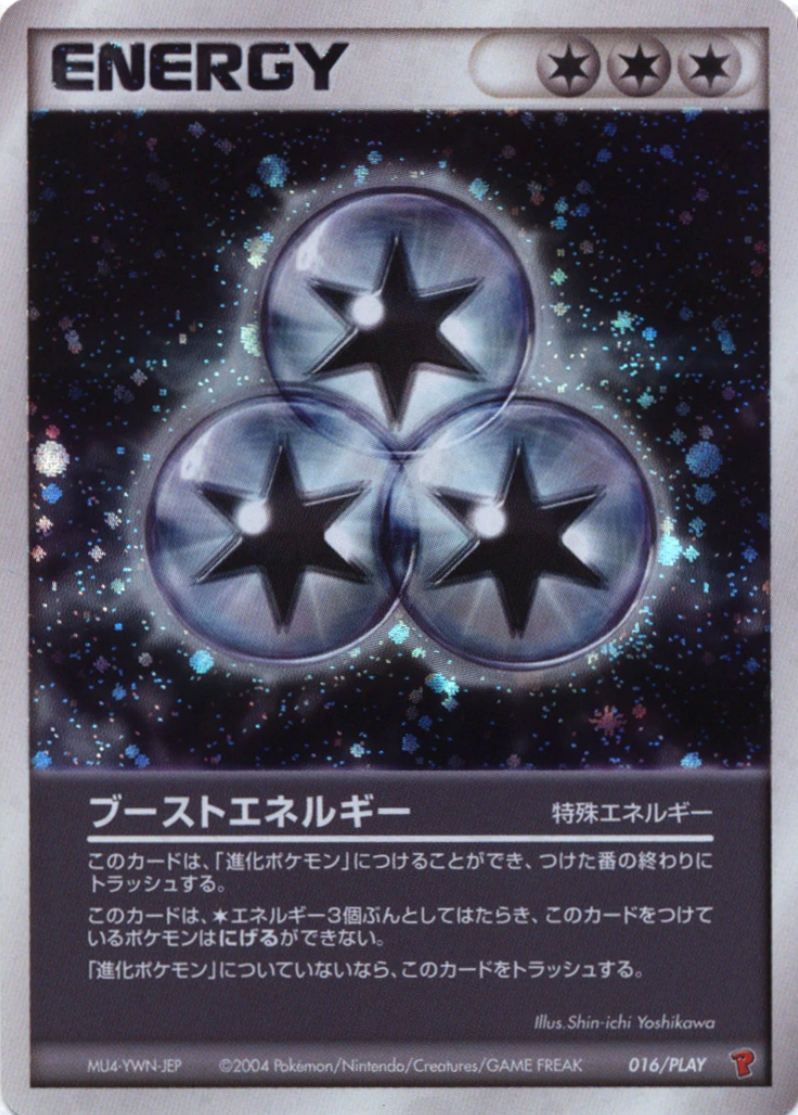 ENERGY
ブーストエネルギー 特殊エネルギー
このカードは、「進化ポケモン」につけることができ、つけた番の終わりに
トラッシュする。
このカードは、✶エネルギー3個ぶんとしてはたらき、このカードをつけて
いるポケモンはにげるができない。
「進化ポケモン」についていないなら、このカードをトラッシュする。
Illus.Shin-ichi Yoshikawa
MU4-YWN-JEP ©2004 Pokémon/Nintendo/Creatures/GAME FREAK 016/PLAY P